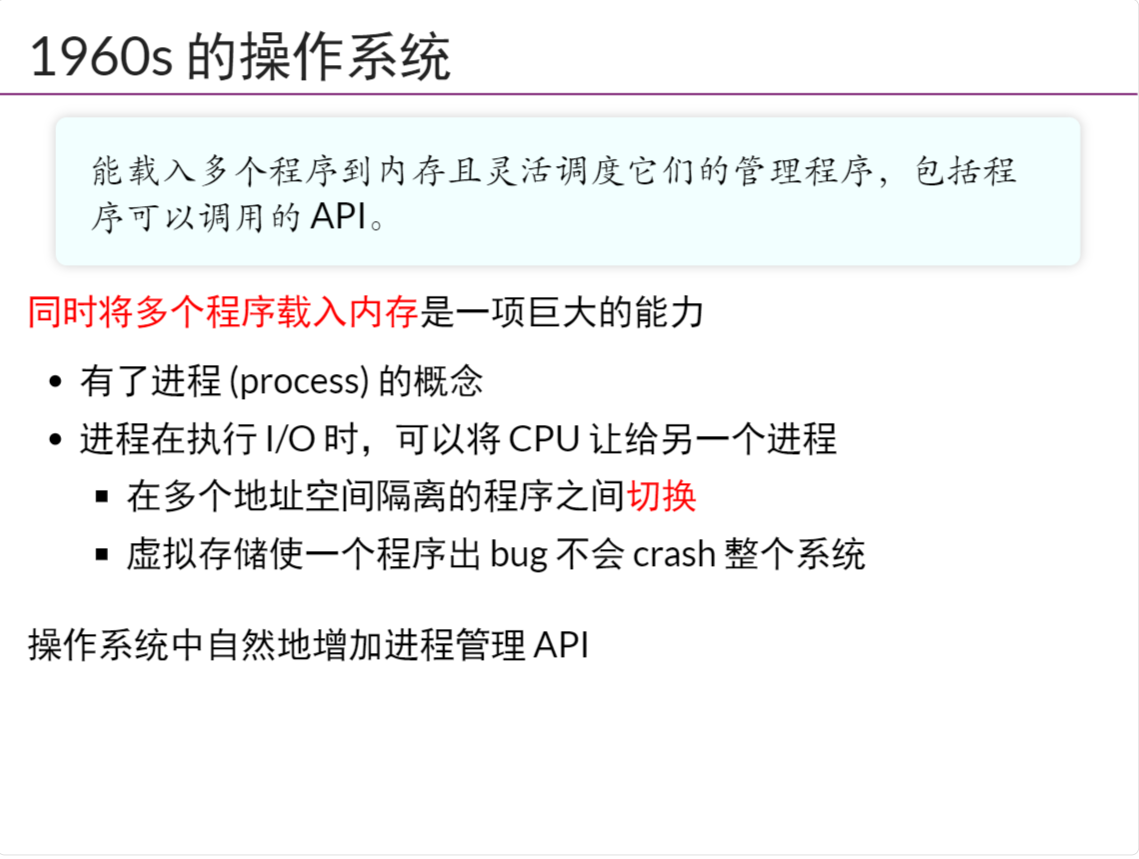 1960s 的操作系统
能载入多个程序到内存且灵活调度它们的管理程序，包括程
序可以调用的 API。
同时将多个程序载入内存是一项巨大的能力
• 有了进程 (process) 的概念
• 进程在执行 I/O 时，可以将 CPU 让给另一个进程
▪ 在多个地址空间隔离的程序之间切换
▪ 虚拟存储使一个程序出 bug 不会 crash 整个系统
操作系统中自然地增加进程管理 API